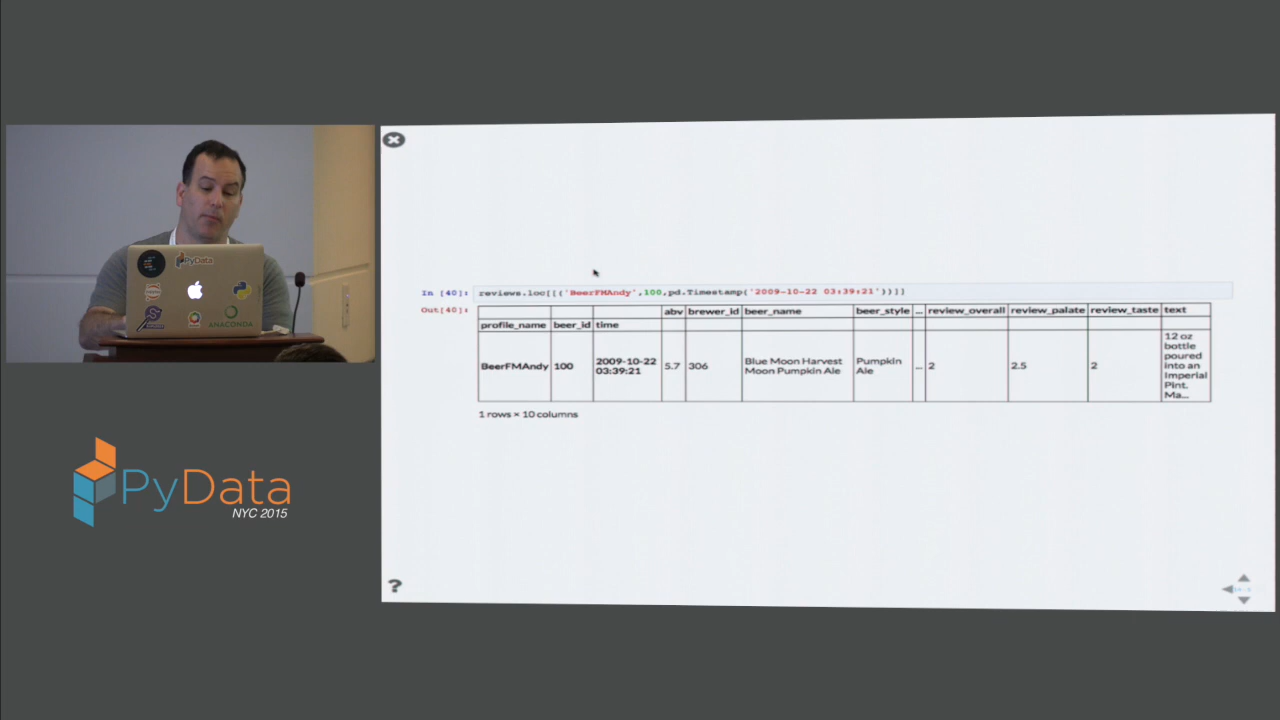 PyData
ANACONDA
In [40]: reviews.loc[[('BeerFMAndy',100,pd.Timestamp('2009-10-22 03:39:21'))]]
Out[40]:
abv brewer_id beer_name beer_style ... review_overall review_palate review_taste text
profile_name beer_id time
BeerFMAndy 100 2009-10-22 03:39:21 5.7 306 Blue Moon Harvest Moon Pumpkin Ale Pumpkin Ale ... 2 2.5 2 12 oz bottle poured into an Imperial Pint. Ma...
1 rows × 10 columns
?
PyData
NYC 2015